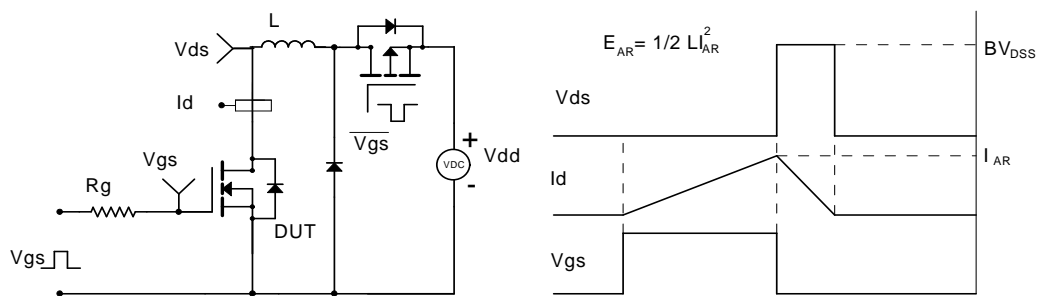 L
Vds
Id
Vgs
Vgs
Rg
DUT
Vgs
VDC
+
-
Vdd
E_AR = 1/2 LI_AR^2
BV_DSS
Vds
I_AR
Id
Vgs